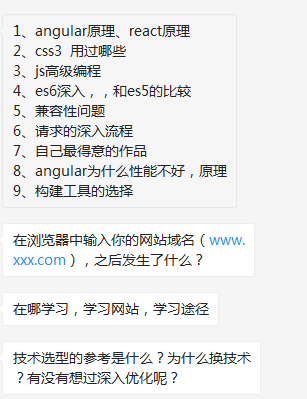 1、angular原理、react原理
2、css3  用过哪些
3、js高级编程
4、es6深入，，和es5的比较
5、兼容性问题
6、请求的深入流程
7、自己最得意的作品
8、angular为什么性能不好，原理
9、构建工具的选择
在浏览器中输入你的网站域名（www.
xxx.com），之后发生了什么？
在哪学习，学习网站，学习途径
技术选型的参考是什么？为什么换技术
？有没有想过深入优化呢？